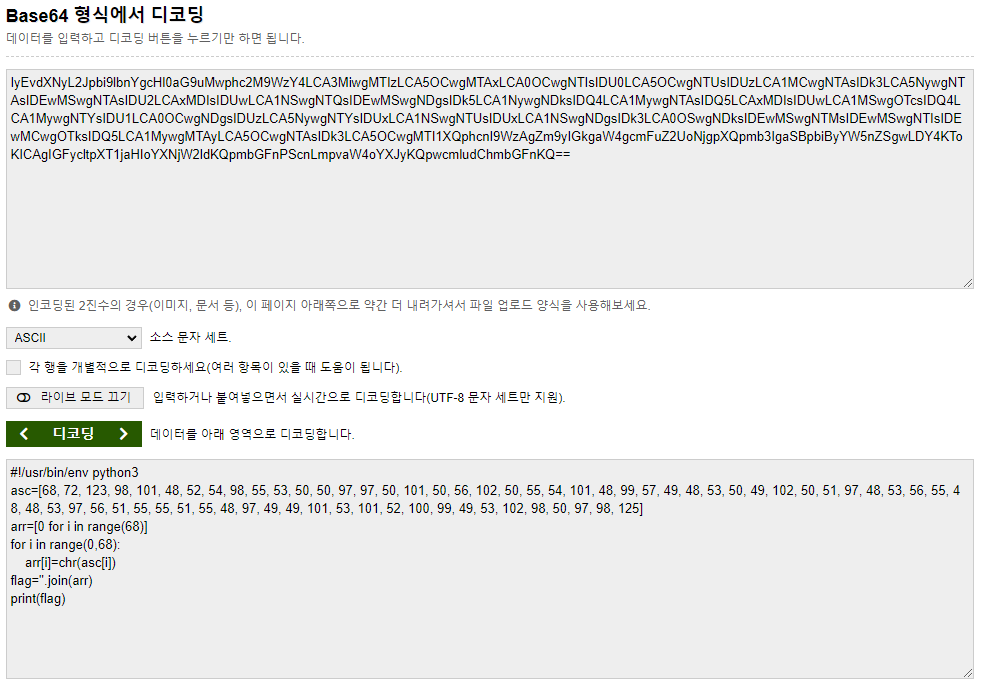 Base64 형식에서 디코딩
데이터를 입력하고 디코딩 버튼을 누르기만 하면 됩니다.
IyEvdXNyL2Jpbi9lbnYgcHl0aG9uMwphc2M9WzY4LCA3MiwgMTIzLCA5OCwgMTAxLCA0OCwgNTIsIDU0LCA5OCwgNTUsIDUzLCA1MCwgNTAsIDk3LCA5NywgNT
AsIDEwMSwgNTAsIDU2LCAxMDIsIDUwLCA1NSwgNTQsIDEwMSwgNDgsIDk5LCA1NywgNDksIDQ4LCA1MywgNTAsIDQ5LCAxMDIsIDUwLCA1MSwgOTcsIDQ4L
CA1MywgNTYsIDU1LCA0OCwgNDgsIDUzLCA5NywgNTYsIDUxLCA1NSwgNTUsIDUxLCA1NSwgNDgsIDk3LCA0OSwgNDksIDEwMSwgNTMsIDEwMSwgNTIsIDE
wMCwgOTksIDQ5LCA1MywgMTAyLCA5OCwgNTAsIDk3LCA5OCwgMTI1XQphcnI9WzAgZm9yIGkgaW4gcmFuZ2UoNjgpXQpmb3IgaSBpbiByYW5nZSgwLDY4KTo
KICAgIGFycltpXT1jaHIoYXNjW2ldKQpmbGFnPScnLmpvaW4oYXJyKQpwcmludChmbGFnKQ==
인코딩된 2진수의 경우(이미지, 문서 등), 이 페이지 아래쪽으로 약간 더 내려가셔서 파일 업로드 양식을 사용해보세요.
ASCII 소스 문자 세트.
각 행을 개별적으로 디코딩하세요(여러 항목이 있을 때 도움이 됩니다).
라이브 모드 끄기 입력하거나 붙여넣으면서 실시간으로 디코딩합니다(UTF-8 문자 세트만 지원).
디코딩 데이터를 아래 영역으로 디코딩합니다.
#!/usr/bin/env python3
asc=[68, 72, 123, 98, 101, 48, 52, 54, 98, 55, 53, 50, 50, 97, 97, 50, 101, 50, 56, 102, 50, 55, 54, 101, 48, 99, 57, 49, 48, 53, 50, 49, 102, 50, 51, 97, 48, 53, 56, 55, 4
8, 48, 53, 97, 56, 51, 55, 55, 51, 55, 48, 97, 49, 49, 101, 53, 101, 52, 100, 99, 49, 53, 102, 98, 50, 97, 98, 125]
arr=[0 for i in range(68)]
for i in range(0,68):
    arr[i]=chr(asc[i])
flag=''.join(arr)
print(flag)